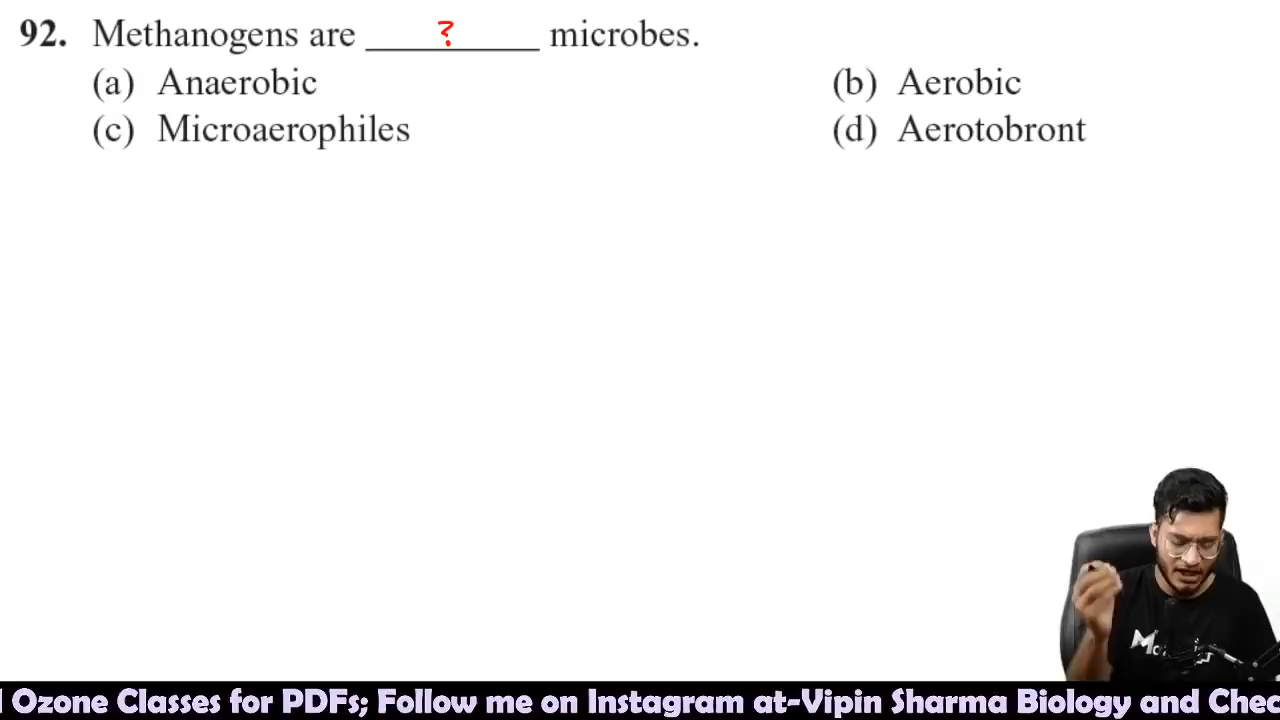 92. Methanogens are ___?___ microbes.
(a) Anaerobic (b) Aerobic
(c) Microaerophiles (d) Aerotobront
Ozone Classes for PDFs; Follow me on Instagram at-Vipin Sharma Biology and